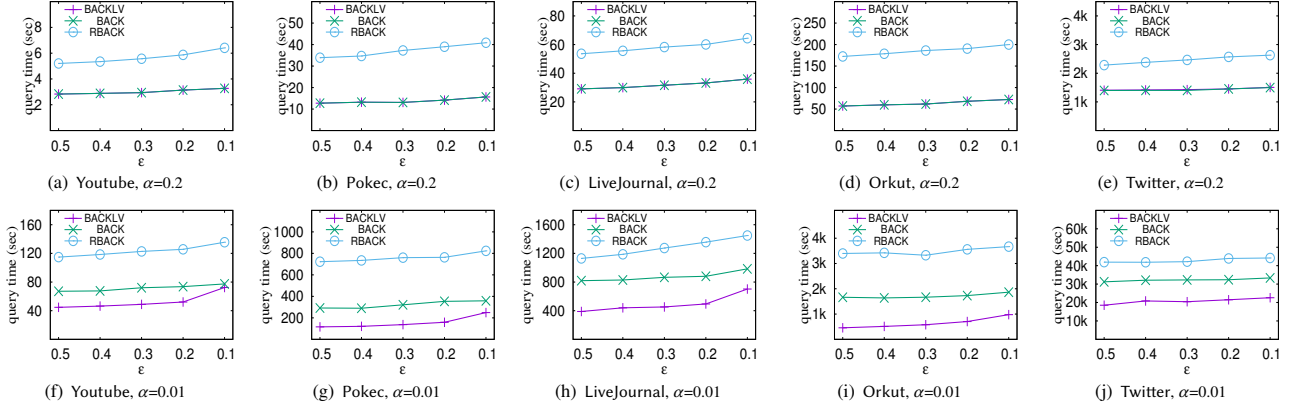 query time (sec)
8
6
4
2
BACKLV
BACK
RBACK
0.5 0.4 0.3 0.2 0.1
ε
(a) Youtube, α=0.2
query time (sec)
50
40
30
20
10
BACKLV
BACK
RBACK
0.5 0.4 0.3 0.2 0.1
ε
(b) Pokec, α=0.2
query time (sec)
80
60
40
20
BACKLV
BACK
RBACK
0.5 0.4 0.3 0.2 0.1
ε
(c) LiveJournal, α=0.2
query time (sec)
250
200
150
100
50
BACKLV
BACK
RBACK
0.5 0.4 0.3 0.2 0.1
ε
(d) Orkut, α=0.2
query time (sec)
4k
3k
2k
1k
BACKLV
BACK
RBACK
0.5 0.4 0.3 0.2 0.1
ε
(e) Twitter, α=0.2
query time (sec)
160
120
80
40
BACKLV
BACK
RBACK
0.5 0.4 0.3 0.2 0.1
ε
(f) Youtube, α=0.01
query time (sec)
1000
800
600
400
200
BACKLV
BACK
RBACK
0.5 0.4 0.3 0.2 0.1
ε
(g) Pokec, α=0.01
query time (sec)
1600
1200
800
400
BACKLV
BACK
RBACK
0.5 0.4 0.3 0.2 0.1
ε
(h) LiveJournal, α=0.01
query time (sec)
4k
3k
2k
1k
BACKLV
BACK
RBACK
0.5 0.4 0.3 0.2 0.1
ε
(i) Orkut, α=0.01
query time (sec)
60k
50k
40k
30k
20k
10k
BACKLV
BACK
RBACK
0.5 0.4 0.3 0.2 0.1
ε
(j) Twitter, α=0.01